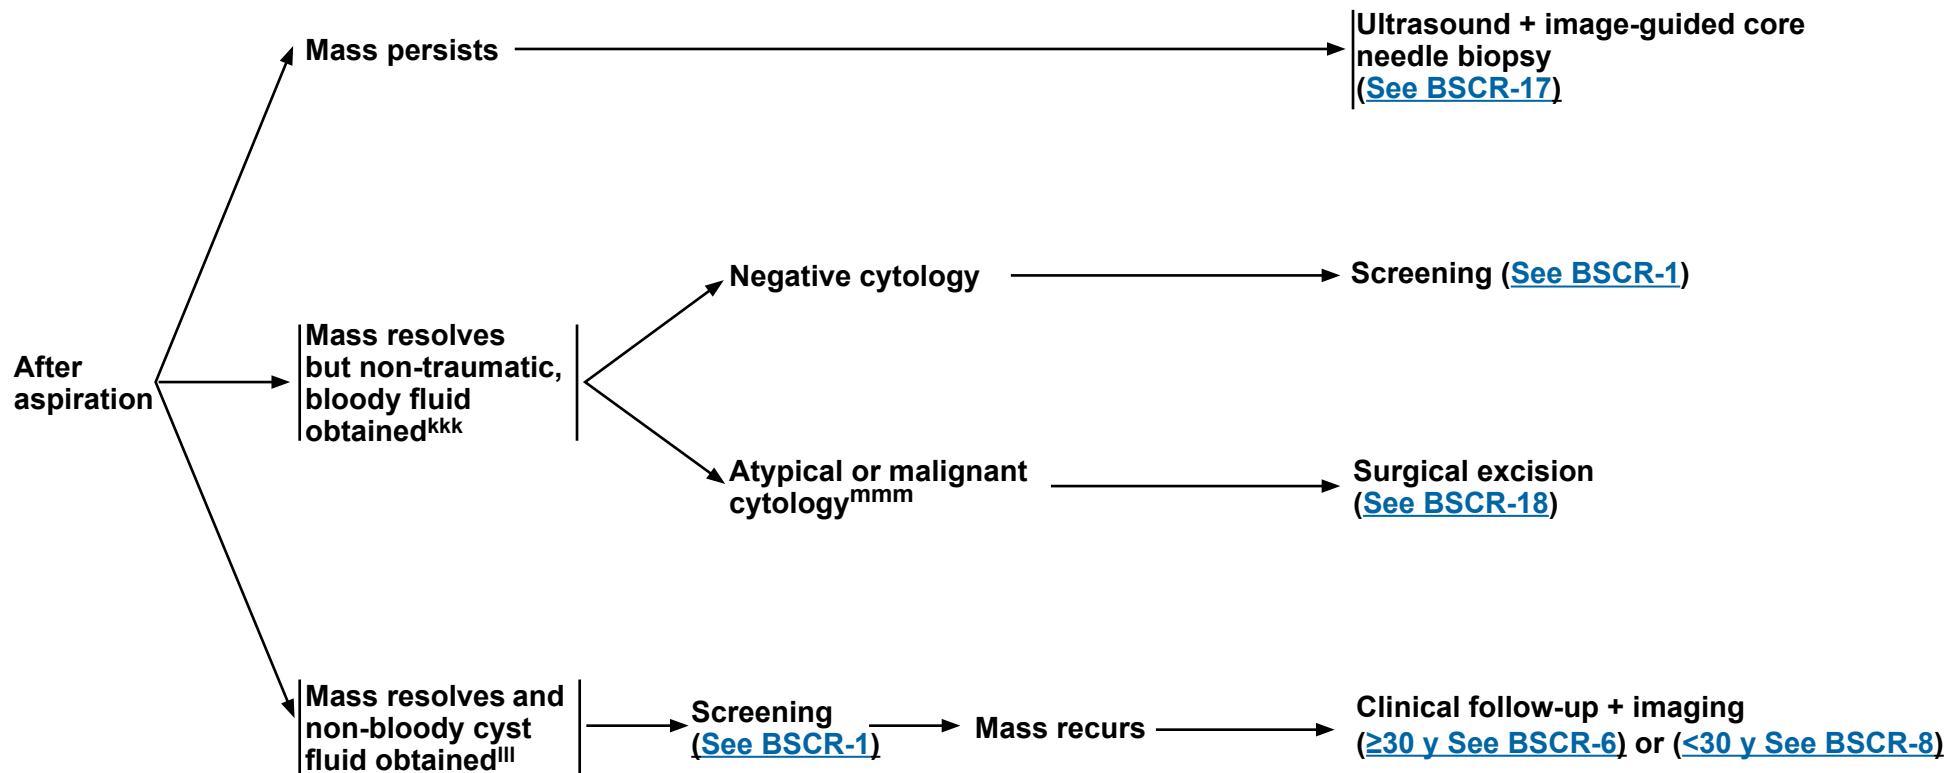 Mass persists
Ultrasound + image-guided core
needle biopsy
(See BSCR-17)
After
aspiration
Mass resolves
but non-traumatic,
bloody fluid
obtainedkkk
Negative cytology
Screening (See BSCR-1)
Atypical or malignant
cytologymmm
Surgical excision
(See BSCR-18)
Mass resolves and
non-bloody cyst
fluid obtainedlll
Screening
(See BSCR-1)
Mass recurs
Clinical follow-up + imaging
(≥30 y See BSCR-6) or (<30 y See BSCR-8)